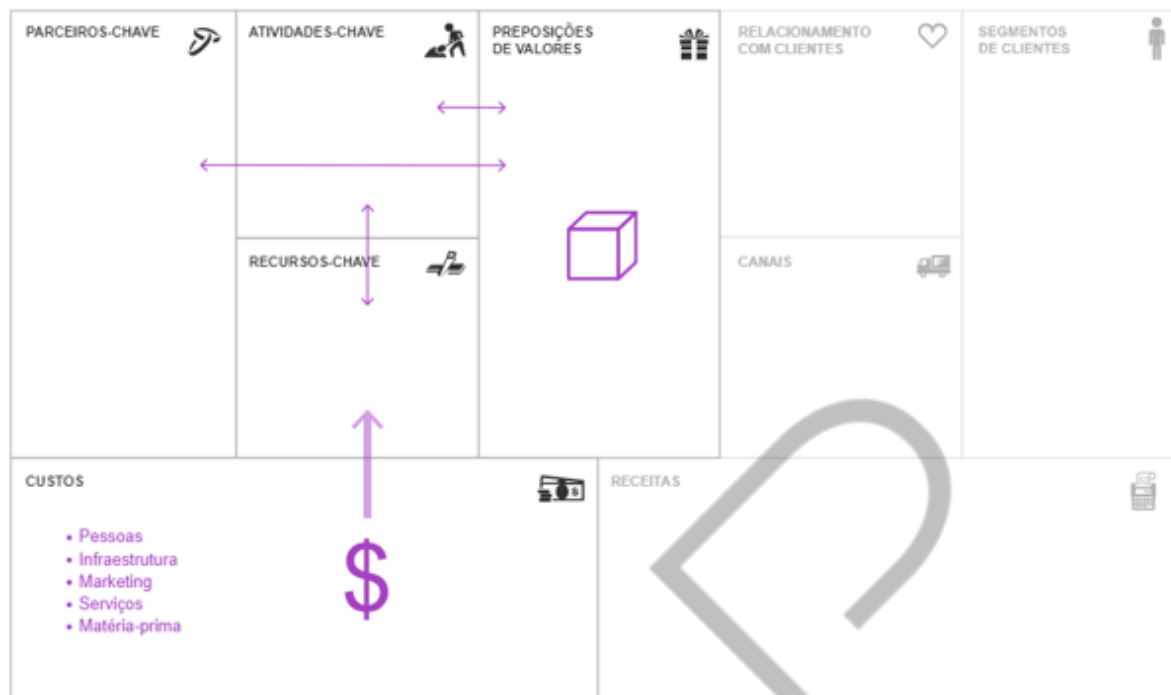 PARCEIROS-CHAVE
ATIVIDADES-CHAVE
PREPOSIÇÕES
DE VALORES
RELACIONAMENTO
COM CLIENTES
SEGMENTOS
DE CLIENTES
RECURSOS-CHAVE
CANAIS
CUSTOS
$
• Pessoas
• Infraestrutura
• Marketing
• Serviços
• Matéria-prima
$
RECEITAS